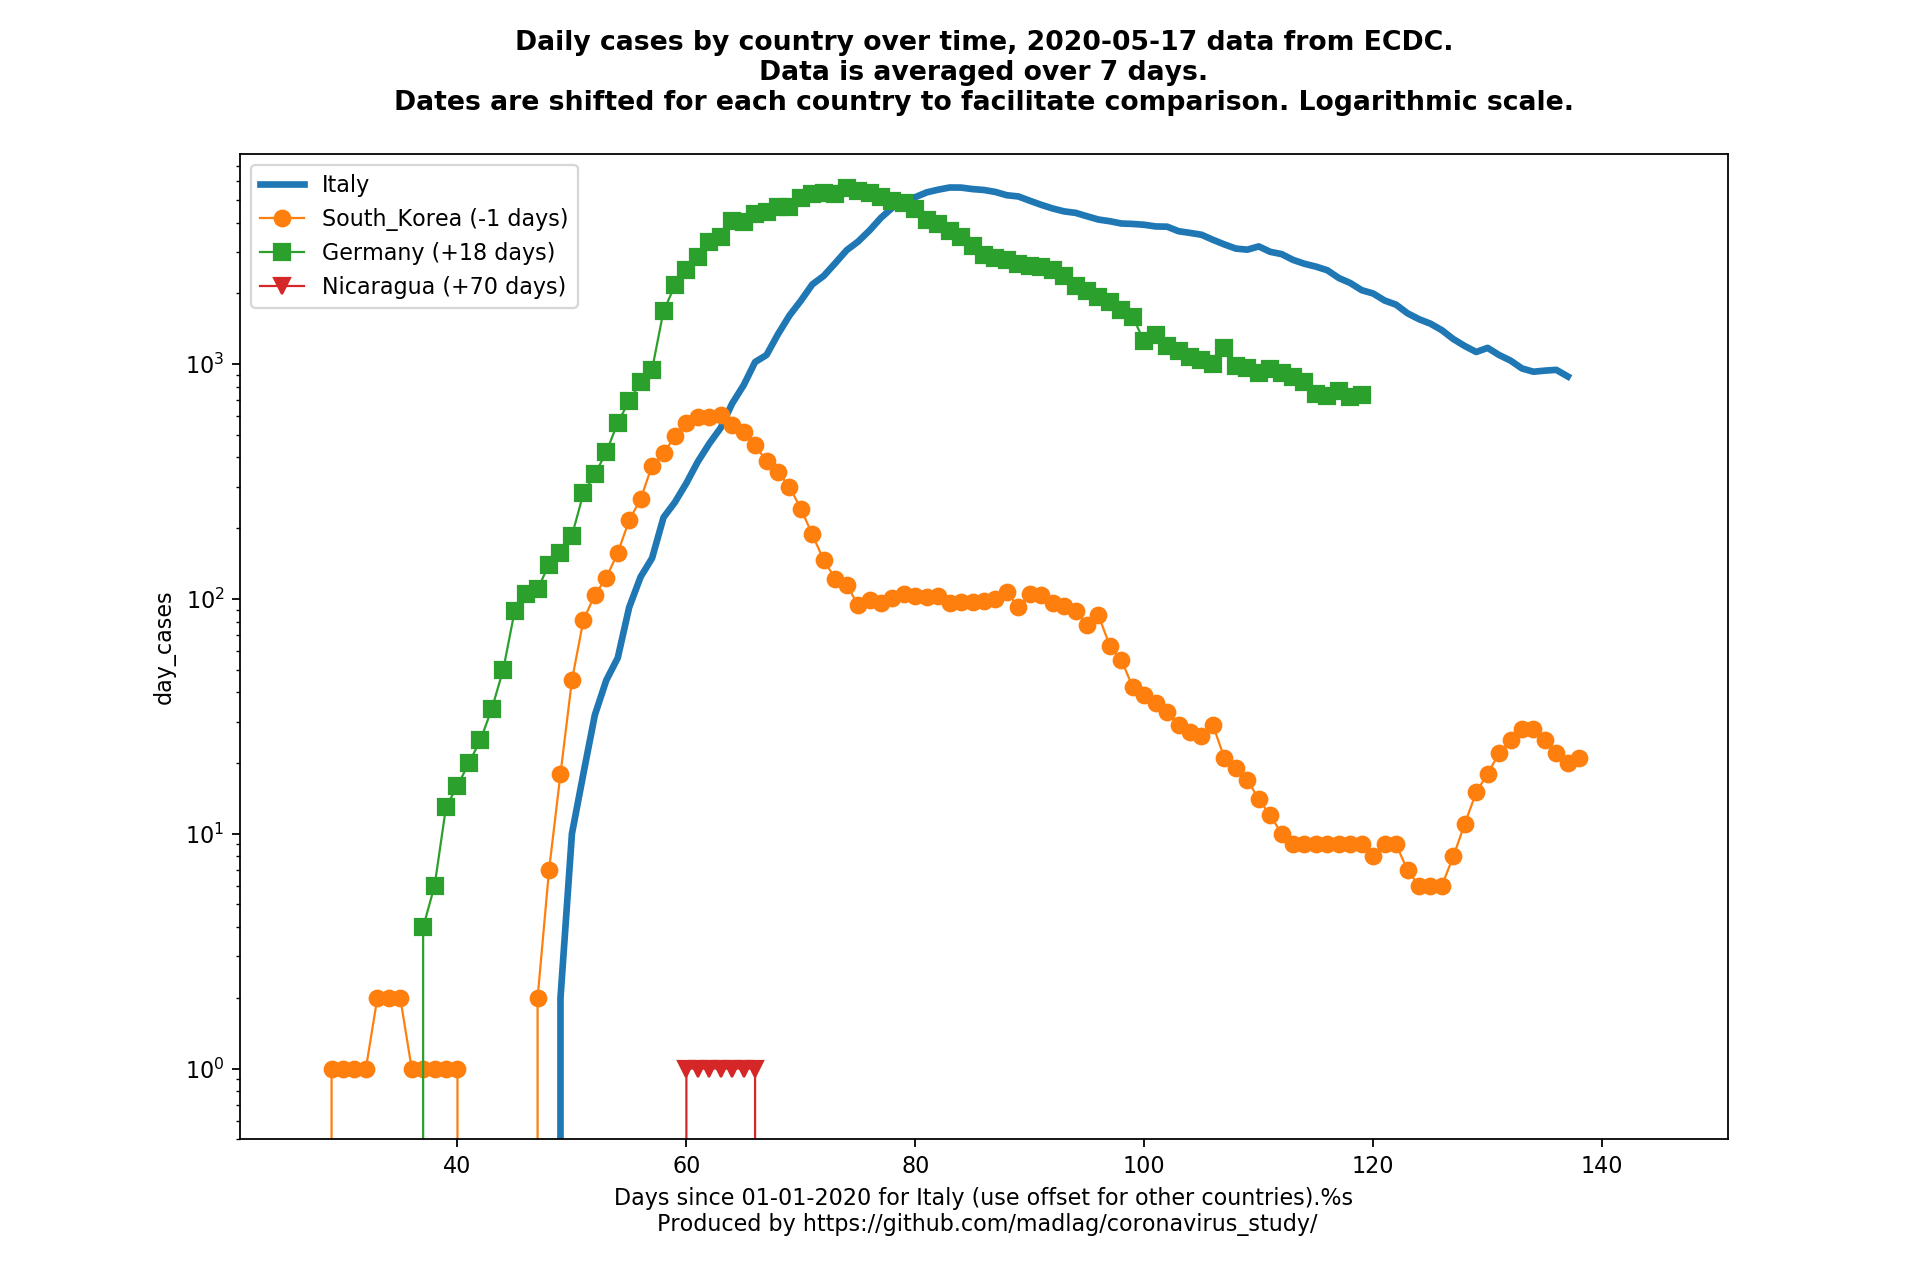 Daily cases by country over time, 2020-05-17 data from ECDC.
Data is averaged over 7 days.
Dates are shifted for each country to facilitate comparison. Logarithmic scale.
Italy
South_Korea (-1 days)
Germany (+18 days)
Nicaragua (+70 days)
10³
10²
10¹
10⁰
day_cases
40 60 80 100 120 140
Days since 01-01-2020 for Italy (use offset for other countries).%s
Produced by https://github.com/madlag/coronavirus_study/